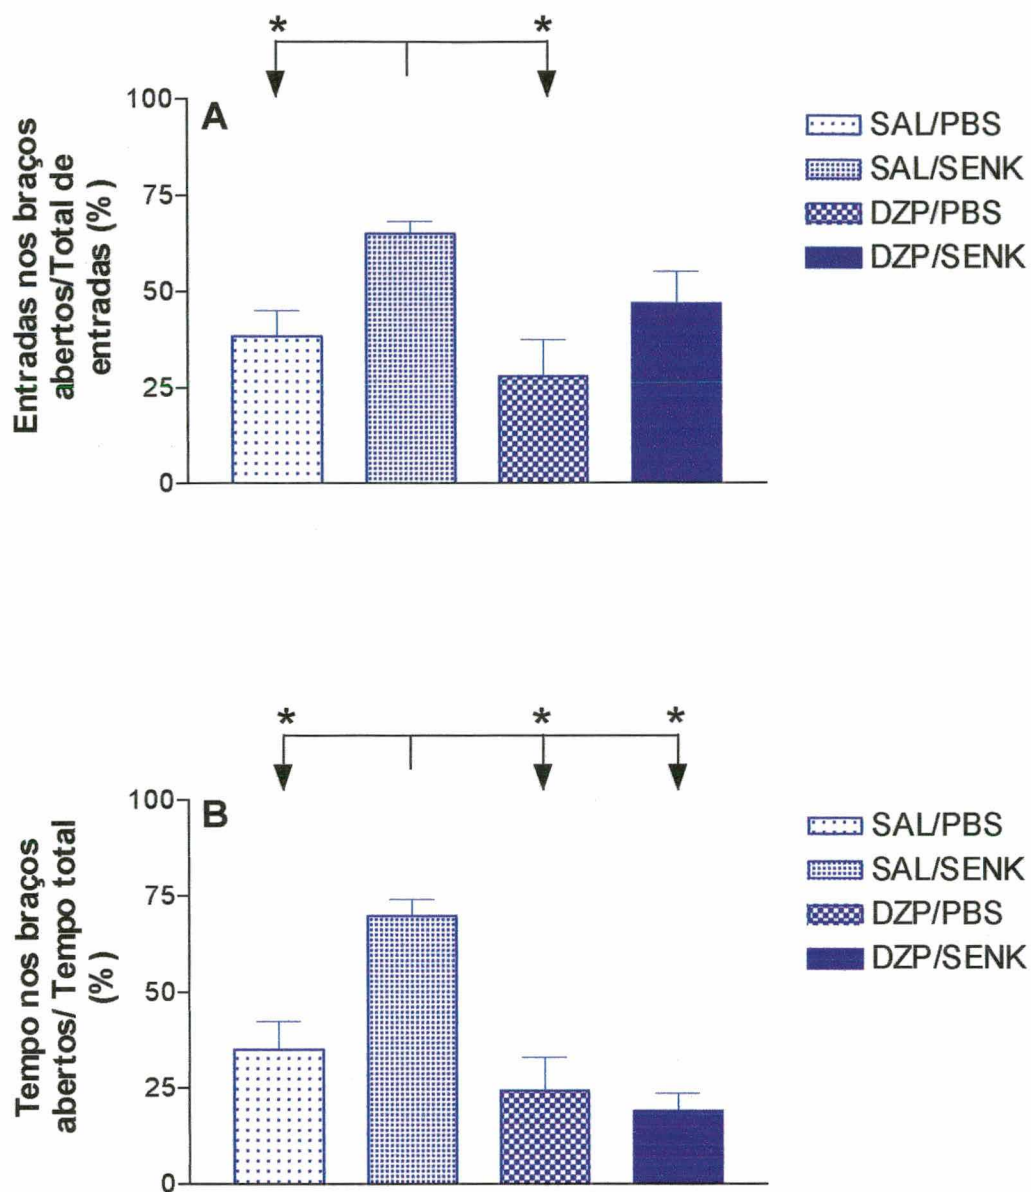 * *
100
A
75
50
25
0
Entradas nos braços
abertos/Total de
entradas (%)
SAL/PBS
SAL/SENK
DZP/PBS
DZP/SENK
* * *
100
B
75
50
25
0
Tempo nos braços
abertos/ Tempo total
(%)
SAL/PBS
SAL/SENK
DZP/PBS
DZP/SENK